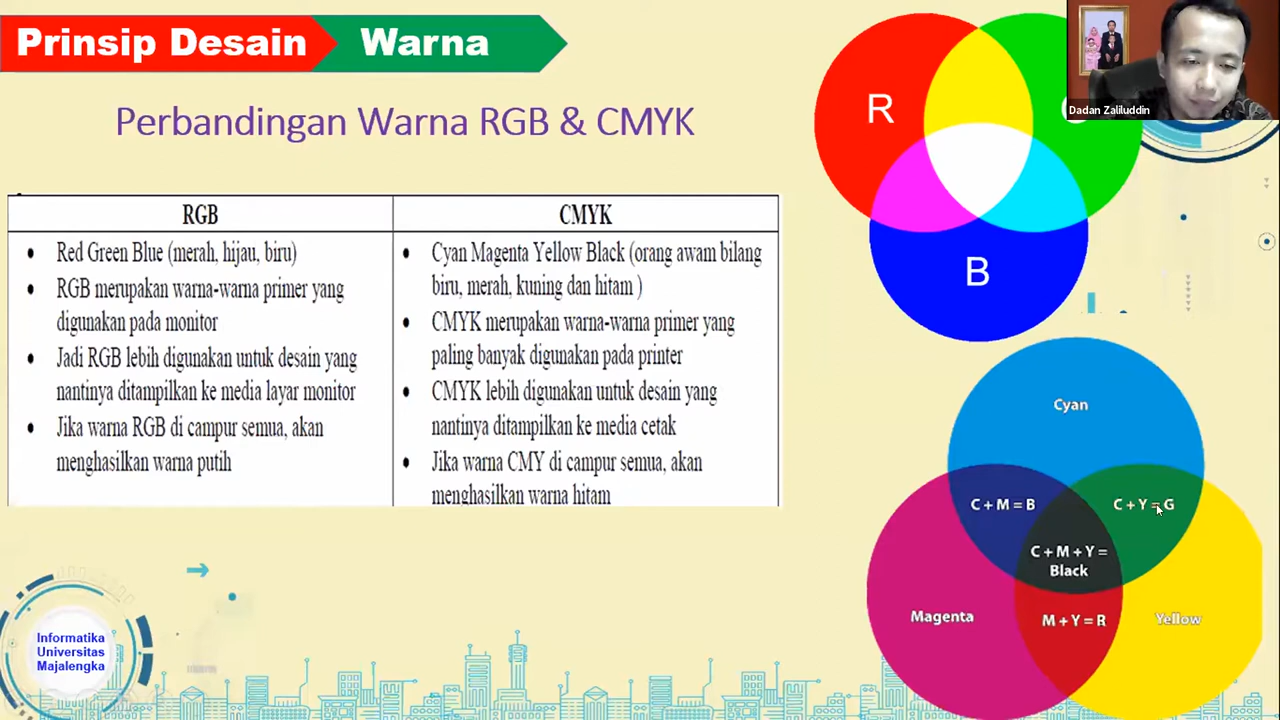 Prinsip Desain
Warna
Perbandingan Warna RGB & CMYK
RGB
Red Green Blue (merah, hijau, biru)
RGB merupakan warna-warna primer yang
digunakan pada monitor
Jadi RGB lebih digunakan untuk desain yang
nantinya ditampilkan ke media layar monitor
Jika warna RGB di campur semua, akan
menghasilkan warna putih
CMYK
Cyan Magenta Yellow Black (orang awam bilang
biru, merah, kuning dan hitam )
CMYK merupakan warna-warna primer yang
paling banyak digunakan pada printer
CMYK lebih digunakan untuk desain yang
nantinya ditampilkan ke media cetak
Jika warna CMY di campur semua, akan
menghasilkan warna hitam
R
B
Dadan Zaliluddin
Cyan
C + M = B
C + Y = G
C + M + Y =
Black
Magenta
M + Y = R
Yellow
Informatika
Universitas
Majalengka